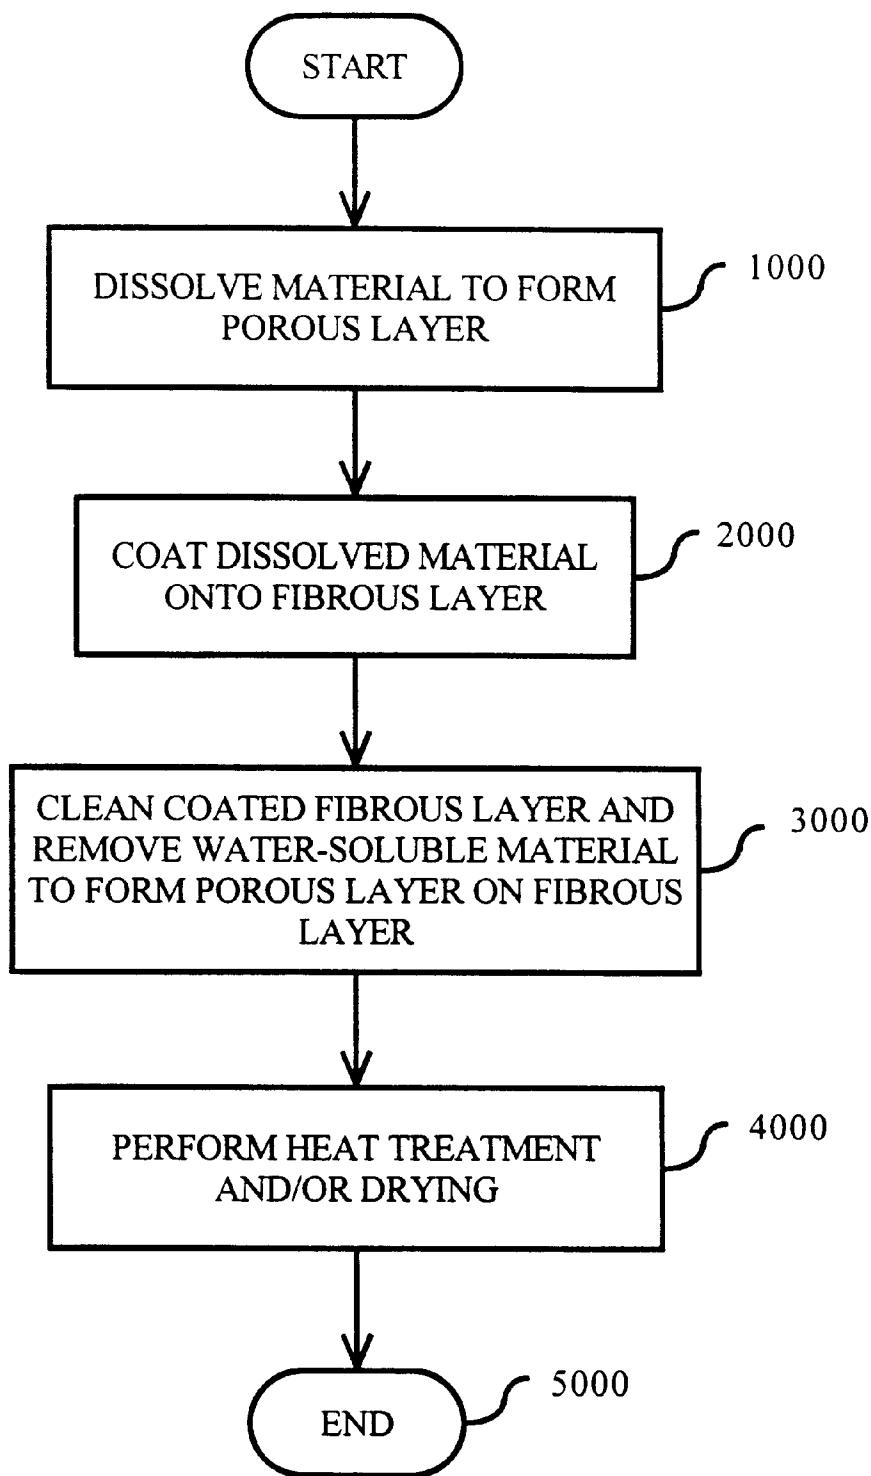 START
DISSOLVE MATERIAL TO FORM
POROUS LAYER
1000
COAT DISSOLVED MATERIAL
ONTO FIBROUS LAYER
2000
CLEAN COATED FIBROUS LAYER AND
REMOVE WATER-SOLUBLE MATERIAL
TO FORM POROUS LAYER ON FIBROUS
LAYER
3000
PERFORM HEAT TREATMENT
AND/OR DRYING
4000
END
5000